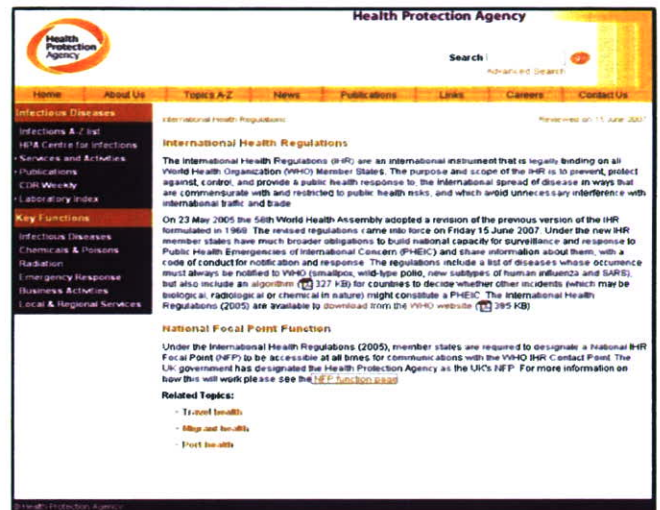 Health Protection Agency
Health
Protection
Agency
Search
Advanced Search
Home About Us Topics A-Z News Publications Links Careers Contact Us
Infectious Diseases
Infections A-Z list
HPA Centre for Infections
Services and Activities
Publications
CDR Weekly
Laboratory Index
Key Functions
Infectious Diseases
Chemicals & Poisons
Radiation
Emergency Response
Business Activities
Local & Regional Services
International Health Regulations
Reviewed on 11 June 2007
International Health Regulations
The International Health Regulations (IHR) are an international instrument that is legally binding on all
World Health Organization (WHO) Member States. The purpose and scope of the IHR is to prevent, protect
against, control, and provide a public health response to, the international spread of disease in ways that
are commensurate with and restricted to public health risks, and which avoid unnecessary interference with
international traffic and trade
On 23 May 2005 the 58th World Health Assembly adopted a revision of the previous version of the IHR
formulated in 1969. The revised regulations came into force on Friday 15 June 2007. Under the new IHR
member states have much broader obligations to build national capacity for surveillance and response to
Public Health Emergencies of International Concern (PHEIC) and share information about them, with a
code of conduct for notification and response. The regulations include a list of diseases whose occurrence
must always be notified to WHO (smallpox, wild-type polio, new subtypes of human influenza and SARS),
but also include an algorithm (327 KB) for countries to decide whether other incidents (which may be
biological, radiological or chemical in nature) might constitute a PHEIC. The International Health
Regulations (2005) are available to download from the WHO website (395 KB)
National Focal Point Function
Under the International Health Regulations (2005), member states are required to designate a National IHR
Focal Point (NFP) to be accessible at all times for communications with the WHO IHR Contact Point. The
UK government has designated the Health Protection Agency as the UK's NFP. For more information on
how this will work please see the NFP function page
Related Topics:
- Travel health
- Migrant health
- Port health
© Health Protection Agency